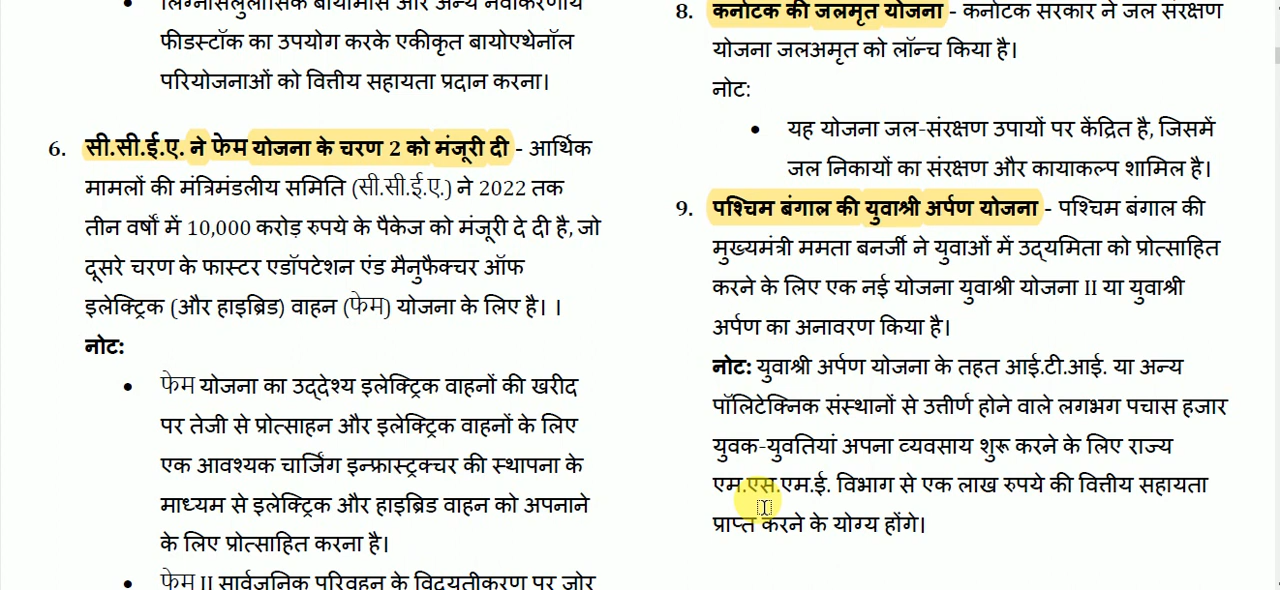 लिग्नोसेलुलोसिक बायोमास और अन्य नवीकरणीय
फीडस्टॉक का उपयोग करके एकीकृत बायोएथेनॉल
परियोजनाओं को वित्तीय सहायता प्रदान करना।
6. सी.सी.ई.ए. ने फेम योजना के चरण 2 को मंजूरी दी - आर्थिक
मामलों की मंत्रिमंडलीय समिति (सी.सी.ई.ए.) ने 2022 तक
तीन वर्षों में 10,000 करोड़ रुपये के पैकेज को मंजूरी दे दी है, जो
दूसरे चरण के फास्टर एडॉपटेशन एंड मैनुफैक्चर ऑफ
इलेक्ट्रिक (और हाइब्रिड) वाहन (फेम) योजना के लिए है। ।
नोट:
• फेम योजना का उद्देश्य इलेक्ट्रिक वाहनों की खरीद
पर तेजी से प्रोत्साहन और इलेक्ट्रिक वाहनों के लिए
एक आवश्यक चार्जिंग इन्फ्रास्ट्रक्चर की स्थापना के
माध्यम से इलेक्ट्रिक और हाइब्रिड वाहन को अपनाने
के लिए प्रोत्साहित करना है।
• फेम II सार्वजनिक परिवहन के विद्युतीकरण पर जोर
8. कर्नाटक की जलमृत योजना - कर्नाटक सरकार ने जल संरक्षण
योजना जलअमृत को लॉन्च किया है।
नोट:
• यह योजना जल-संरक्षण उपायों पर केंद्रित है, जिसमें
जल निकायों का संरक्षण और कायाकल्प शामिल है।
9. पश्चिम बंगाल की युवाश्री अर्पण योजना - पश्चिम बंगाल की
मुख्यमंत्री ममता बनर्जी ने युवाओं में उद्यमिता को प्रोत्साहित
करने के लिए एक नई योजना युवाश्री योजना II या युवाश्री
अर्पण का अनावरण किया है।
नोट: युवाश्री अर्पण योजना के तहत आई.टी.आई. या अन्य
पॉलिटेक्निक संस्थानों से उत्तीर्ण होने वाले लगभग पचास हजार
युवक-युवतियां अपना व्यवसाय शुरू करने के लिए राज्य
एम.एस.एम.ई. विभाग से एक लाख रुपये की वित्तीय सहायता
प्राप्त करने के योग्य होंगे।